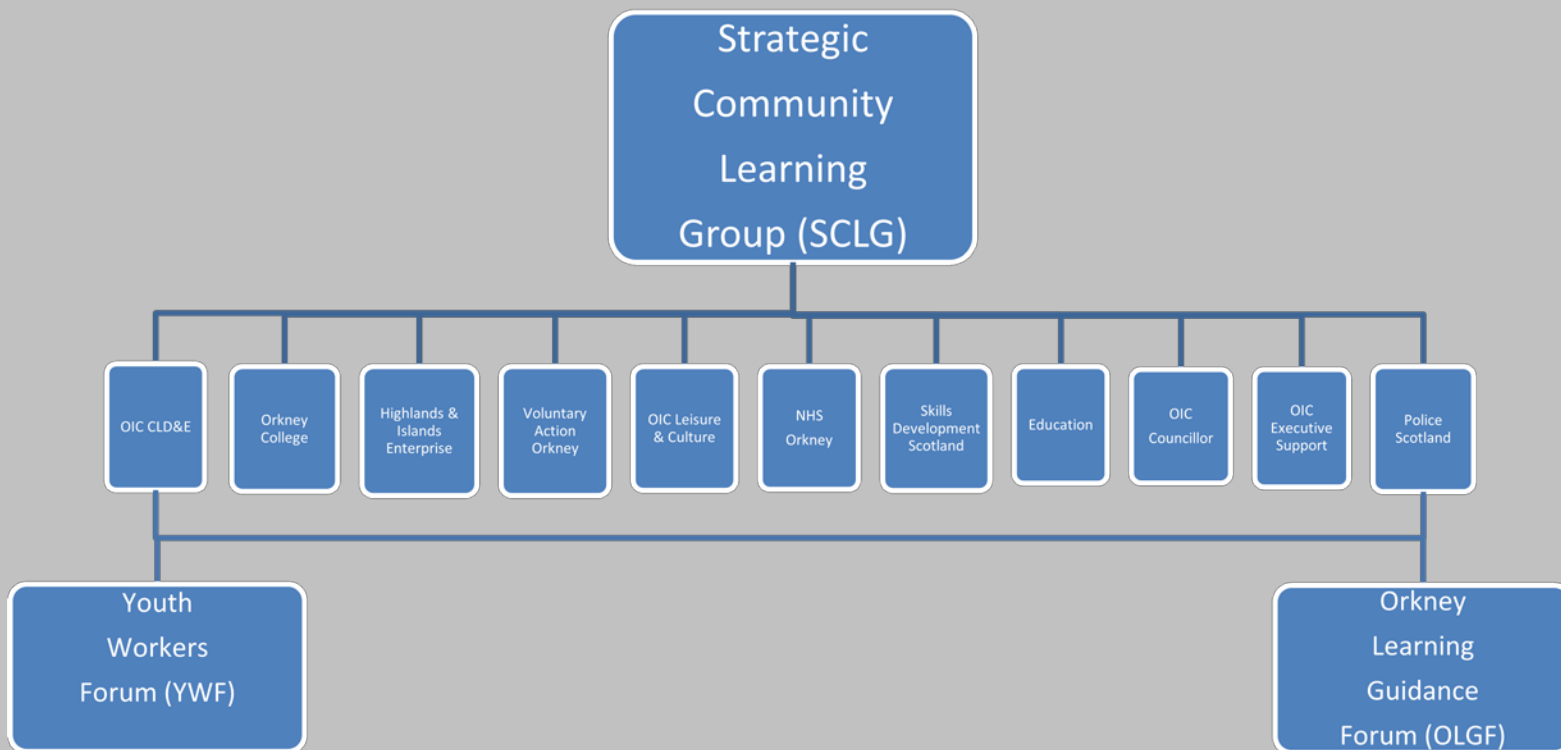 Strategic
Community
Learning
Group (SCLG)
OIC CLD&E
Orkney
College
Highlands &
Islands
Enterprise
Voluntary
Action
Orkney
OIC Leisure
& Culture
NHS
Orkney
Skills
Development
Scotland
Education
OIC
Councillor
OIC
Executive
Support
Police
Scotland
Youth
Workers
Forum (YWF)
Orkney
Learning
Guidance
Forum (OLGF)